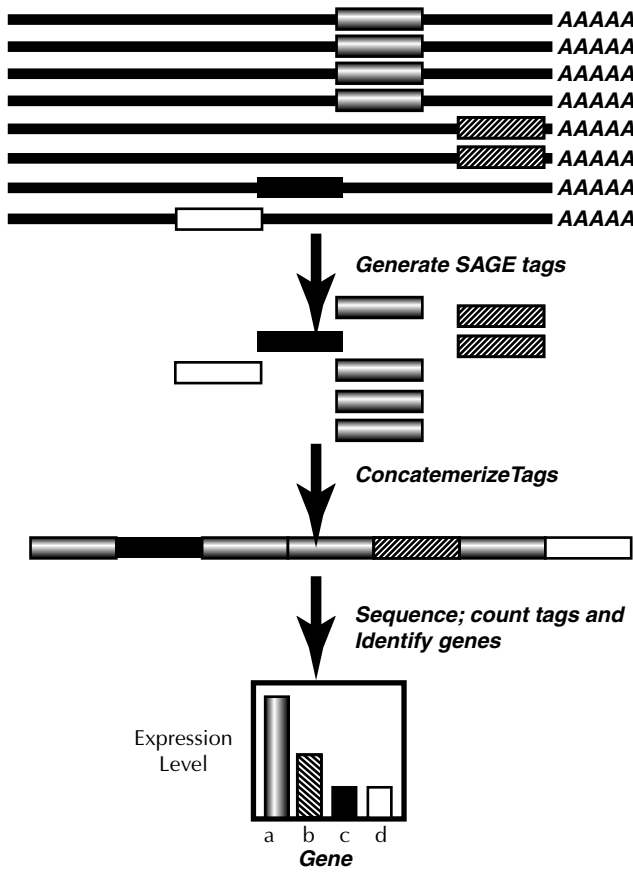 AAAAA
AAAAA
AAAAA
AAAAA
AAAAA
AAAAA
AAAAA
AAAAA
Generate SAGE tags
ConcatemerizeTags
Sequence; count tags and
Identify genes
Expression
Level
a b c d
Gene